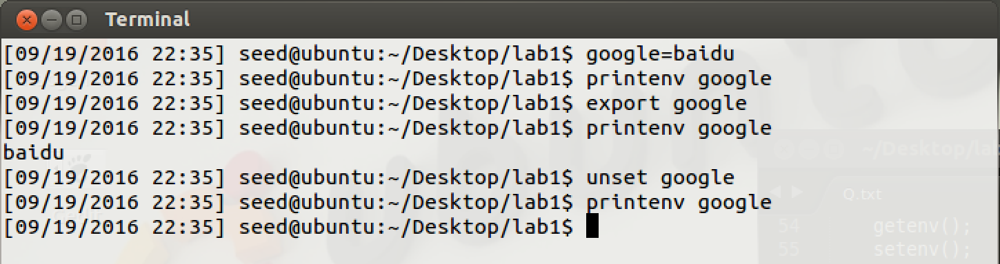 Terminal
[09/19/2016 22:35] seed@ubuntu:~/Desktop/lab1$ google=baidu
[09/19/2016 22:35] seed@ubuntu:~/Desktop/lab1$ printenv google
[09/19/2016 22:35] seed@ubuntu:~/Desktop/lab1$ export google
[09/19/2016 22:35] seed@ubuntu:~/Desktop/lab1$ printenv google
baidu
[09/19/2016 22:35] seed@ubuntu:~/Desktop/lab1$ unset google
[09/19/2016 22:35] seed@ubuntu:~/Desktop/lab1$ printenv google
[09/19/2016 22:35] seed@ubuntu:~/Desktop/lab1$
~/Desktop/lab
Q.txt
54 getenv();
55 setenv();